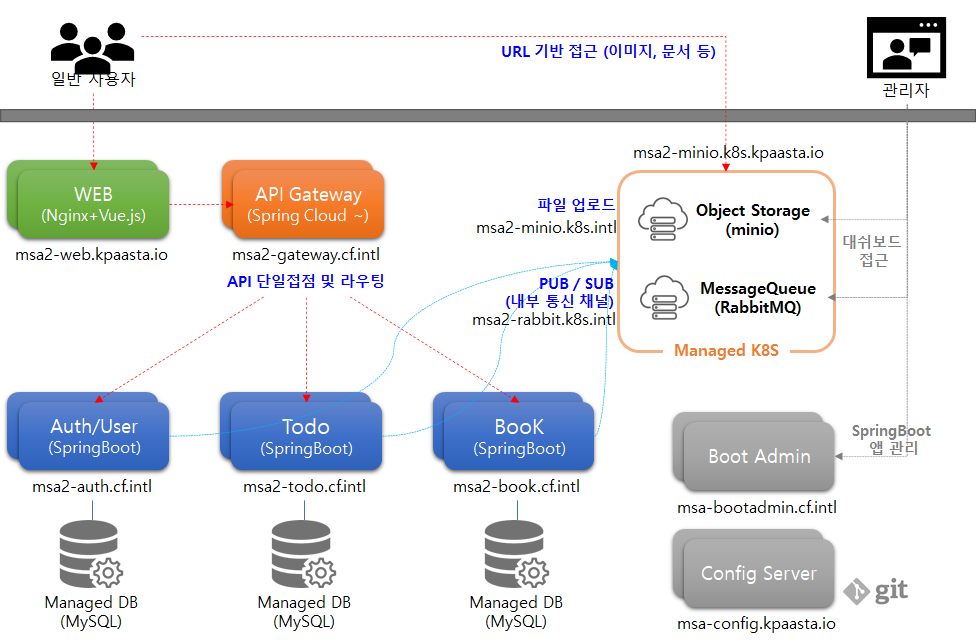 일반 사용자
URL 기반 접근 (이미지, 문서 등)
관리자
msa2-minio.k8s.kpaasta.io
WEB
(Nginx+Vue.js)
msa2-web.kpaasta.io
API Gateway
(Spring Cloud ~)
msa2-gateway.cf.intl
API 단일접점 및 라우팅
파일 업로드
msa2-minio.k8s.intl
PUB / SUB
(내부 통신 채널)
msa2-rabbit.k8s.intl
Object Storage
(minio)
MessageQueue
(RabbitMQ)
Managed K8S
대쉬보드
접근
Auth/User
(SpringBoot)
msa2-auth.cf.intl
Todo
(SpringBoot)
msa2-todo.cf.intl
BooK
(SpringBoot)
msa2-book.cf.intl
Boot Admin
msa-bootadmin.cf.intl
SpringBoot
앱 관리
Managed DB
(MySQL)
Managed DB
(MySQL)
Managed DB
(MySQL)
Config Server
msa-config.kpaasta.io
git